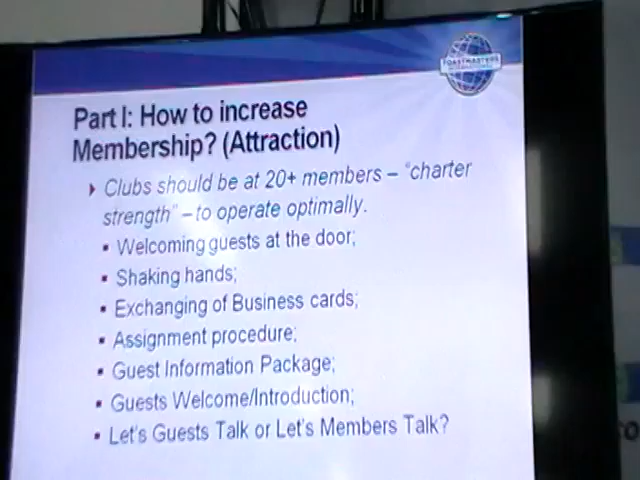 TOASTMASTERS
INTERNATIONAL
Part I: How to increase
Membership? (Attraction)
Clubs should be at 20+ members – "charter
strength" – to operate optimally.
Welcoming guests at the door;
Shaking hands;
Exchanging of Business cards;
Assignment procedure;
Guest Information Package;
Guests Welcome/Introduction;
Let's Guests Talk or Let's Members Talk?